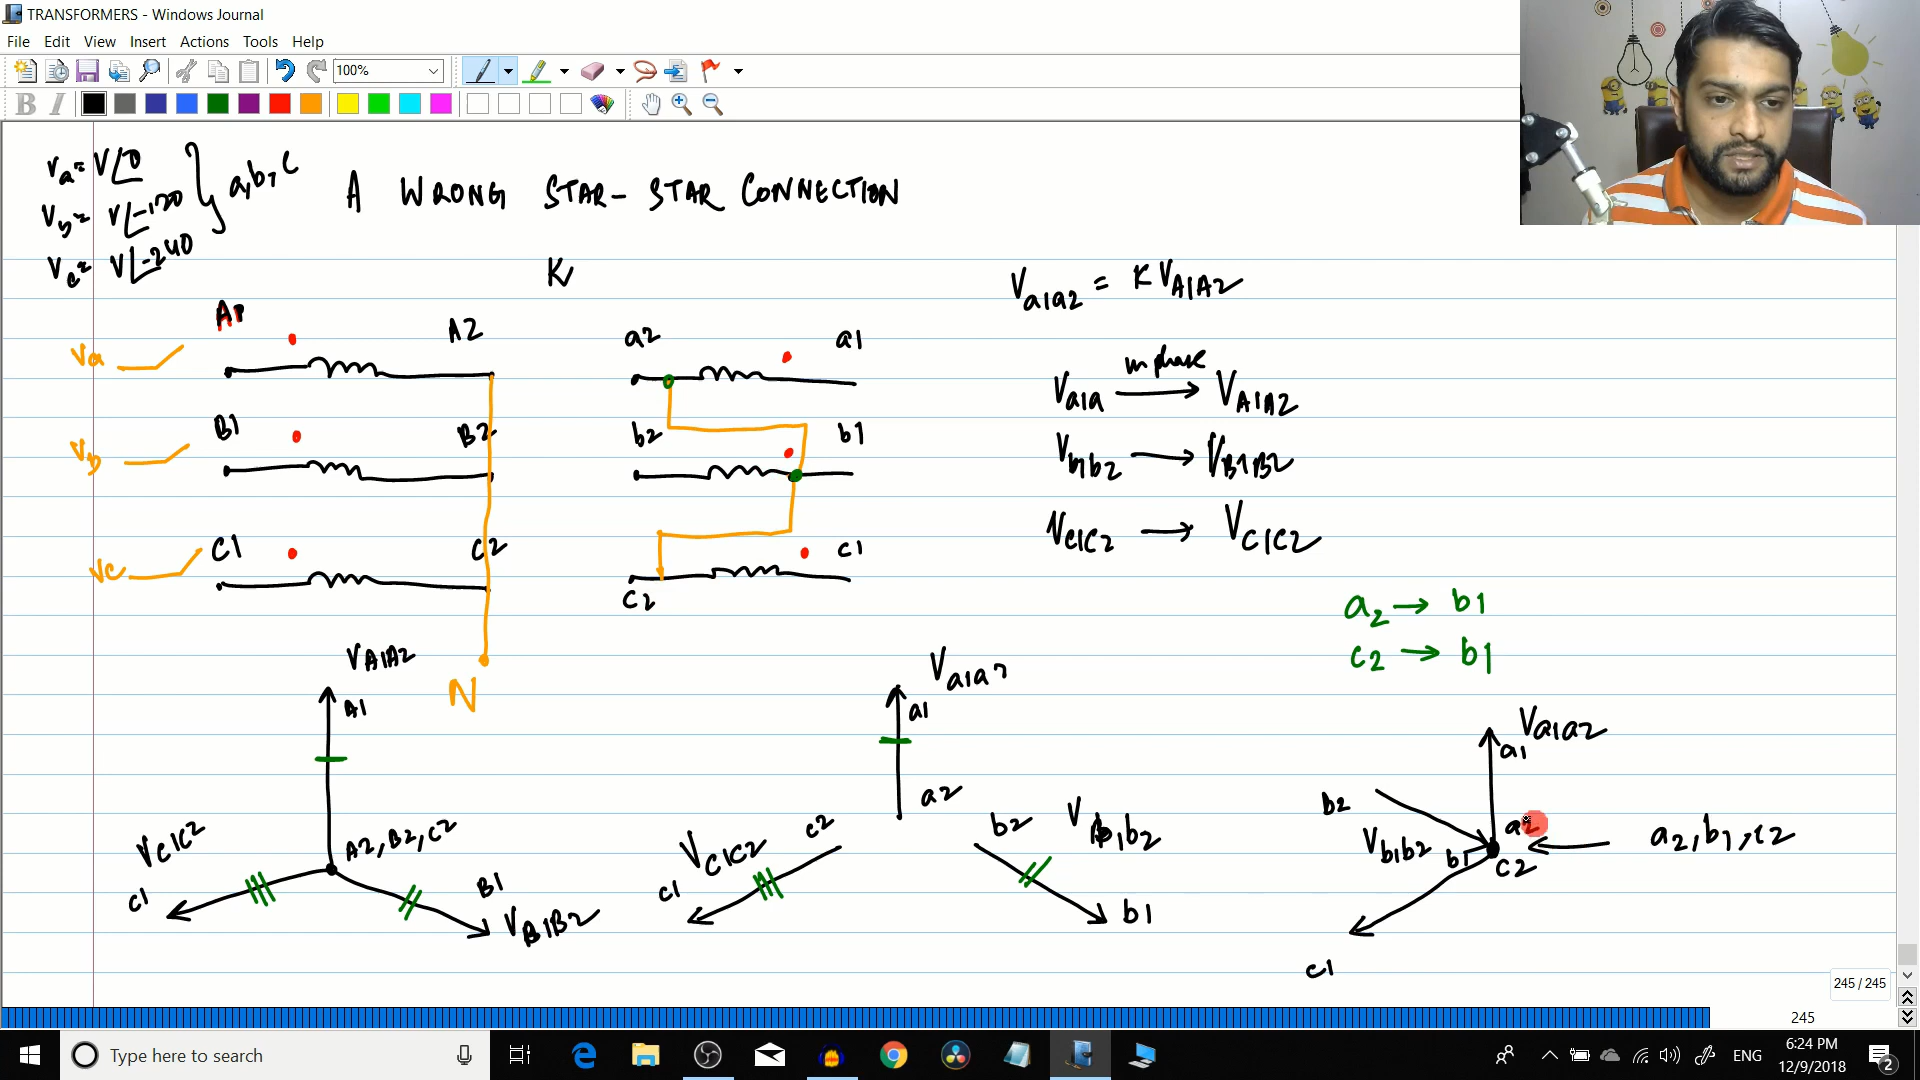 TRANSFORMERS - Windows Journal
File Edit View Insert Actions Tools Help
100%
B I
Va = V∠0
Vb = V∠-120
Vc = V∠-240
a, b, c
A WRONG STAR-STAR CONNECTION
K
Va1a2 = K VA1A2
A1
A2
a2
a1
Va
in phase
Va1a → VA1A2
B1
B2
b2
b1
Vb
Vb1b2 → VB1B2
C1
C2
c1
Vc
Vc1c2 → VC1C2
c2
a2 → b1
c2 → b1
VA1A2
A1
N
Va1a2
a1
Va1a2
a1
a2
VC1C2
A2, B2, C2
c1
B1
VB1B2
Vc1c2
c2
c1
b2
Vb1b2
b1
b2
Vb1b2
a2
b1
c2
a2, b1, c2
c1
245 / 245
245
Type here to search
ENG
6:24 PM
12/9/2018
2